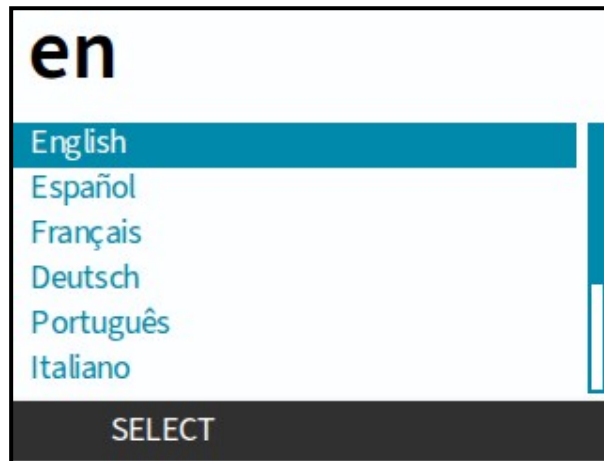 en
English
Español
Français
Deutsch
Português
Italiano
SELECT